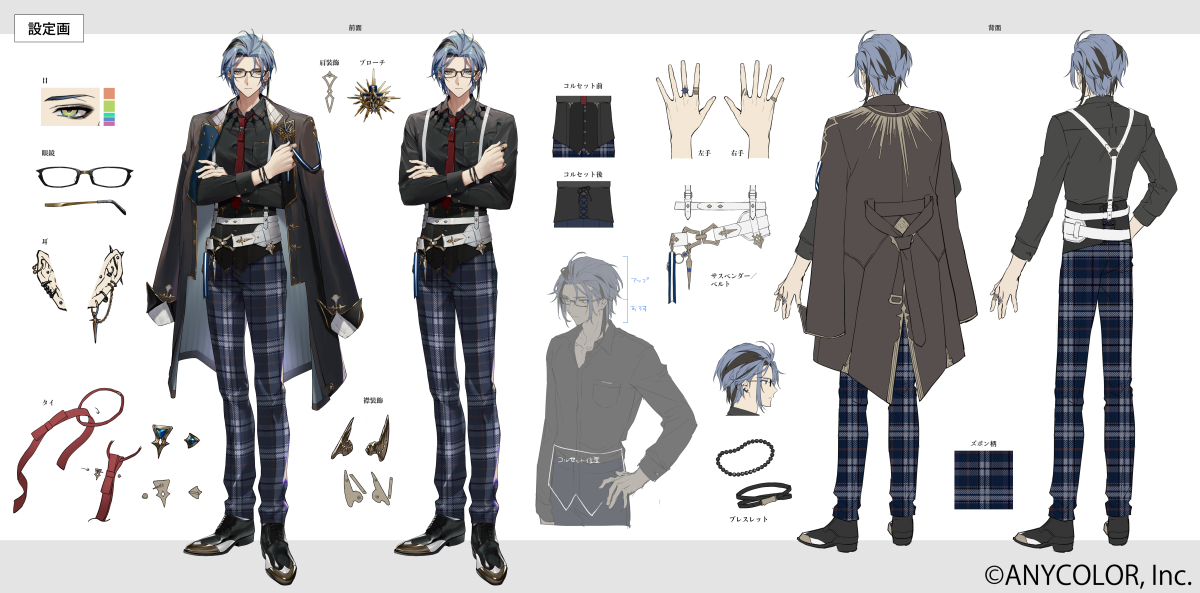 設定画
前面
背面
肩装飾
ブローチ
目
コルセット前
眼鏡
左手
右手
コルセット後
耳
サスペンダー／
ベルト
アップ
タイ
襟装飾
ズボン柄
コルセット位置
ブレスレット
©ANYCOLOR, Inc.